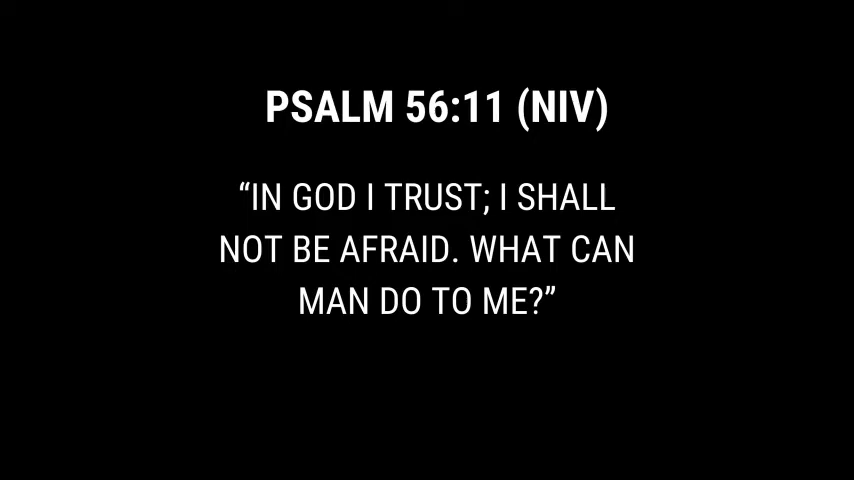 PSALM 56:11 (NIV)
“IN GOD I TRUST; I SHALL
NOT BE AFRAID. WHAT CAN
MAN DO TO ME?”